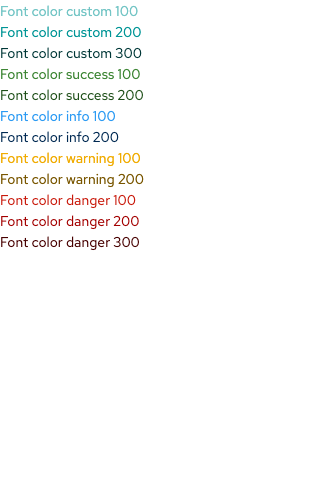 Font color custom 100
Font color custom 200
Font color custom 300
Font color success 100
Font color success 200
Font color info 100
Font color info 200
Font color warning 100
Font color warning 200
Font color danger 100
Font color danger 200
Font color danger 300